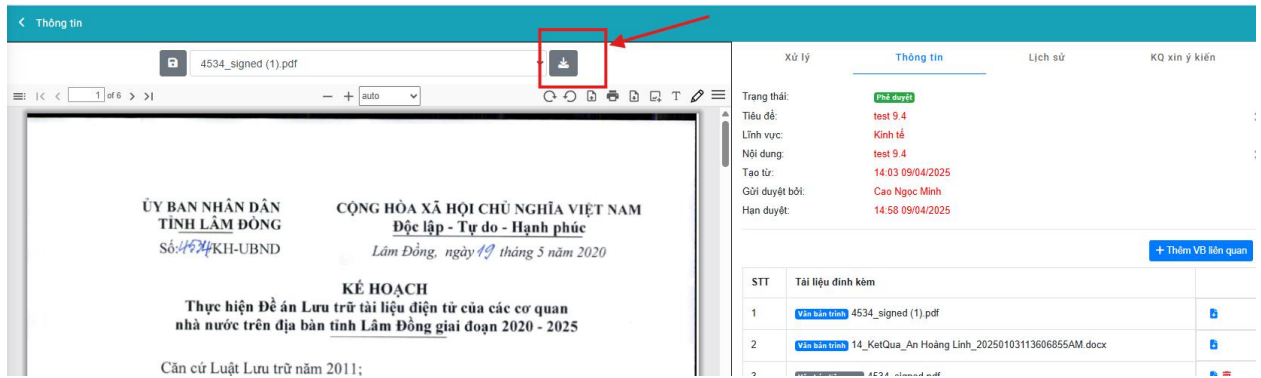 Thông tin
4534_signed (1).pdf
1 of 6
auto
ỦY BAN NHÂN DÂN
TỈNH LÂM ĐỒNG
Số:4534KH-UBND
CỘNG HÒA XÃ HỘI CHỦ NGHĨA VIỆT NAM
Độc lập - Tự do - Hạnh phúc
Lâm Đồng, ngày 19 tháng 5 năm 2020
KẾ HOẠCH
Thực hiện Đề án Lưu trữ tài liệu điện tử của các cơ quan
nhà nước trên địa bàn tỉnh Lâm Đồng giai đoạn 2020 - 2025
Căn cứ Luật Lưu trữ năm 2011;
Xử lý Thông tin Lịch sử KQ xin ý kiến
Trạng thái: Phê duyệt
Tiêu đề: test 9.4
Lĩnh vực: Kinh tế
Nội dung: test 9.4
Tạo từ: 14:03 09/04/2025
Gửi duyệt bởi: Cao Ngọc Minh
Hạn duyệt: 14:58 09/04/2025
+ Thêm VB liên quan
STT Tài liệu đính kèm
1 Văn bản trình 4534_signed (1).pdf
2 Văn bản trình 14_KetQua_An Hoàng Linh_20250103113606855AM.docx
3 4534_signed.pdf